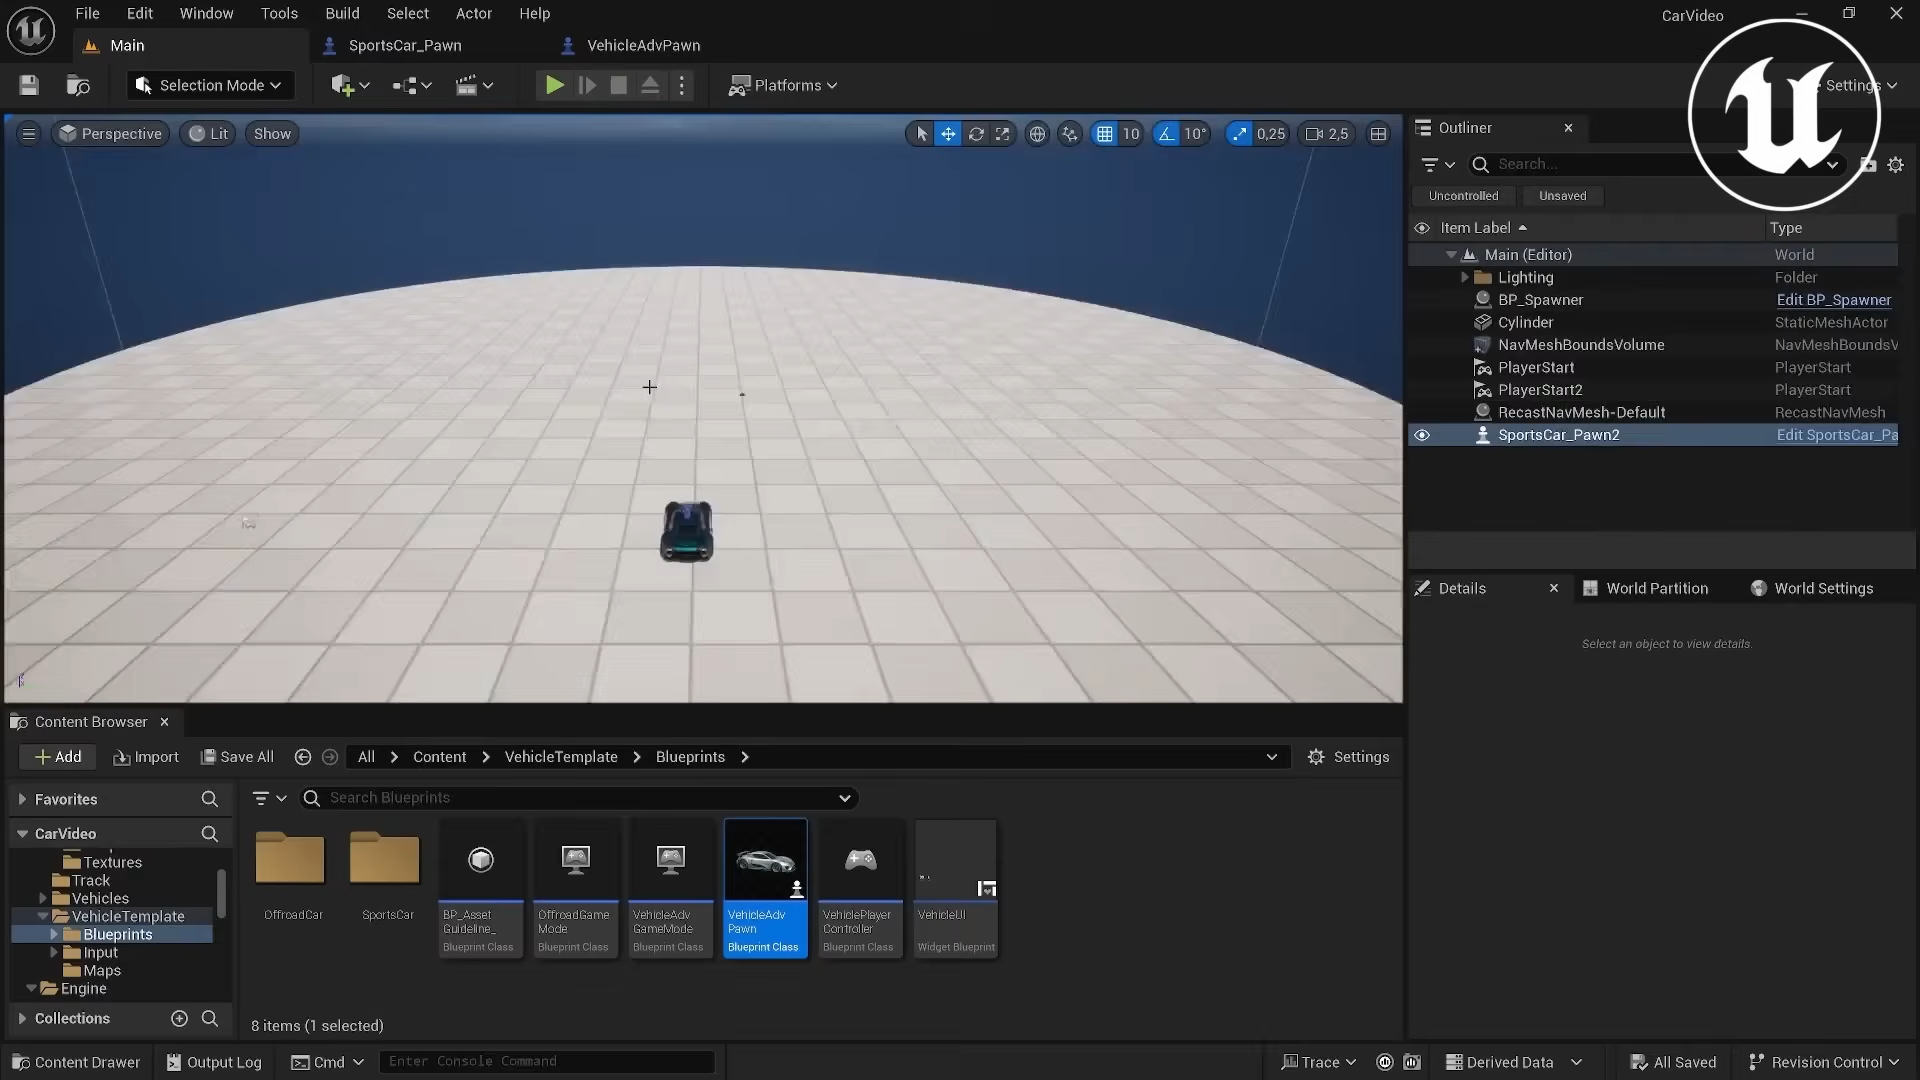 File Edit Window Tools Build Select Actor Help
CarVideo
Main SportsCar_Pawn VehicleAdvPawn
Selection Mode Platforms Settings
Perspective Lit Show 10 10° 0,25 2,5
Outliner
Search...
Uncontrolled Unsaved
Item Label Type
Main (Editor) World
Lighting Folder
BP_Spawner Edit BP_Spawner
Cylinder StaticMeshActor
NavMeshBoundsVolume NavMeshBoundsV
PlayerStart PlayerStart
PlayerStart2 PlayerStart
RecastNavMesh-Default RecastNavMesh
SportsCar_Pawn2 Edit SportsCar_Pa
Details World Partition World Settings
Select an object to view details.
Content Browser
Add Import Save All All Content VehicleTemplate Blueprints Settings
Favorites
Search Blueprints
CarVideo
Textures
Track
Vehicles
VehicleTemplate
Blueprints
Input
Maps
Engine
Collections
OffroadCar
SportsCar
BP_Asset
Guideline_
Blueprint Class
OffroadGame
Mode
Blueprint Class
VehicleAdv
GameMode
Blueprint Class
VehicleAdv
Pawn
Blueprint Class
VehiclePlayer
Controller
Blueprint Class
VehicleUI
Widget Blueprint
8 items (1 selected)
Content Drawer Output Log Cmd Enter Console Command Trace Derived Data All Saved Revision Control